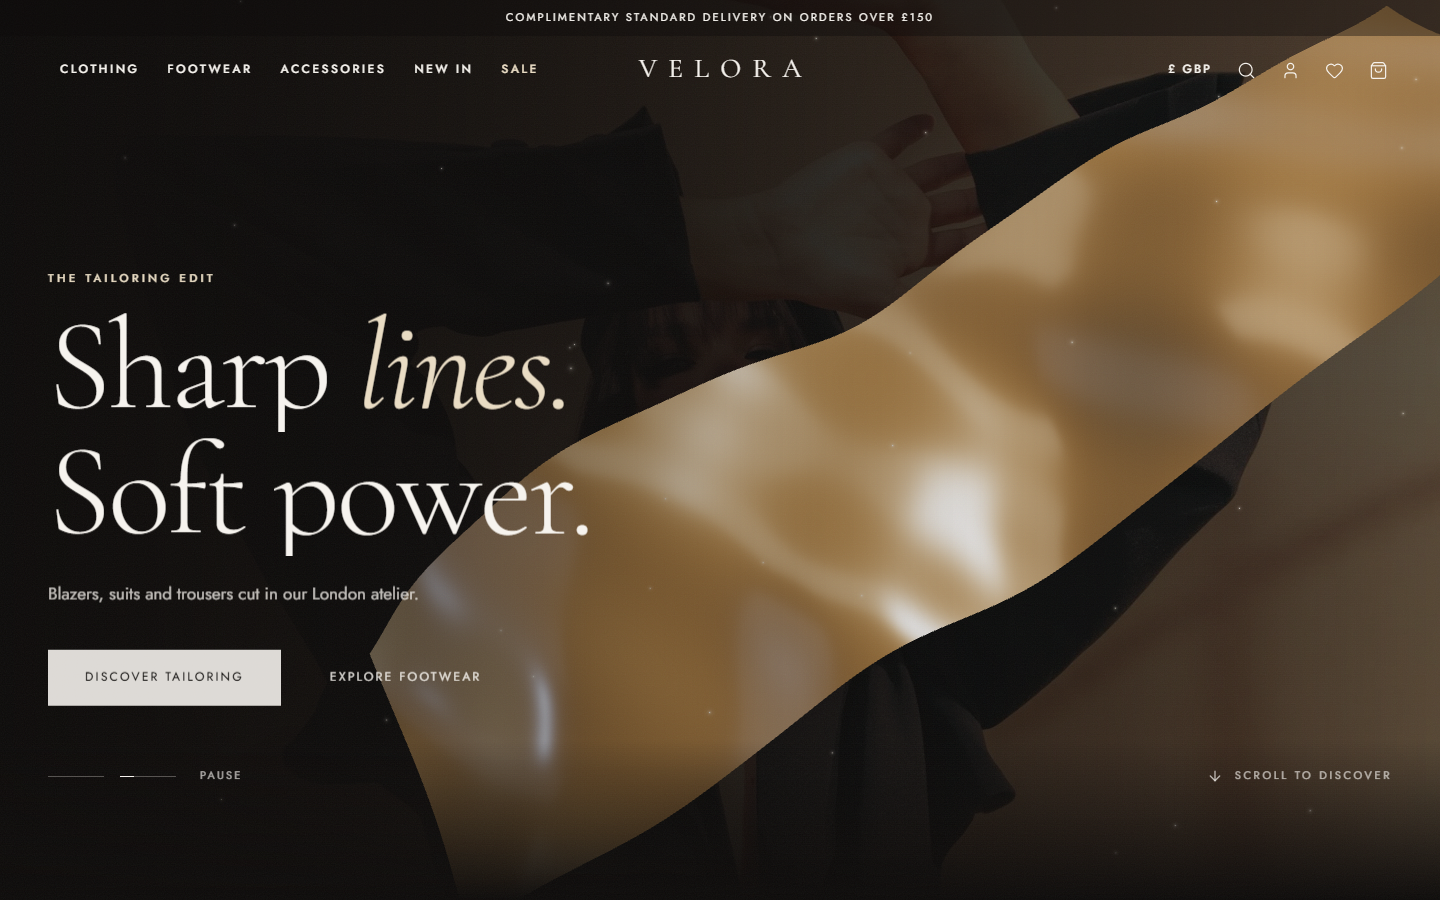 COMPLIMENTARY STANDARD DELIVERY ON ORDERS OVER £150
CLOTHING FOOTWEAR ACCESSORIES NEW IN SALE VELORA £ GBP
THE TAILORING EDIT
Sharp lines.
Soft power.
Blazers, suits and trousers cut in our London atelier.
DISCOVER TAILORING EXPLORE FOOTWEAR
PAUSE SCROLL TO DISCOVER